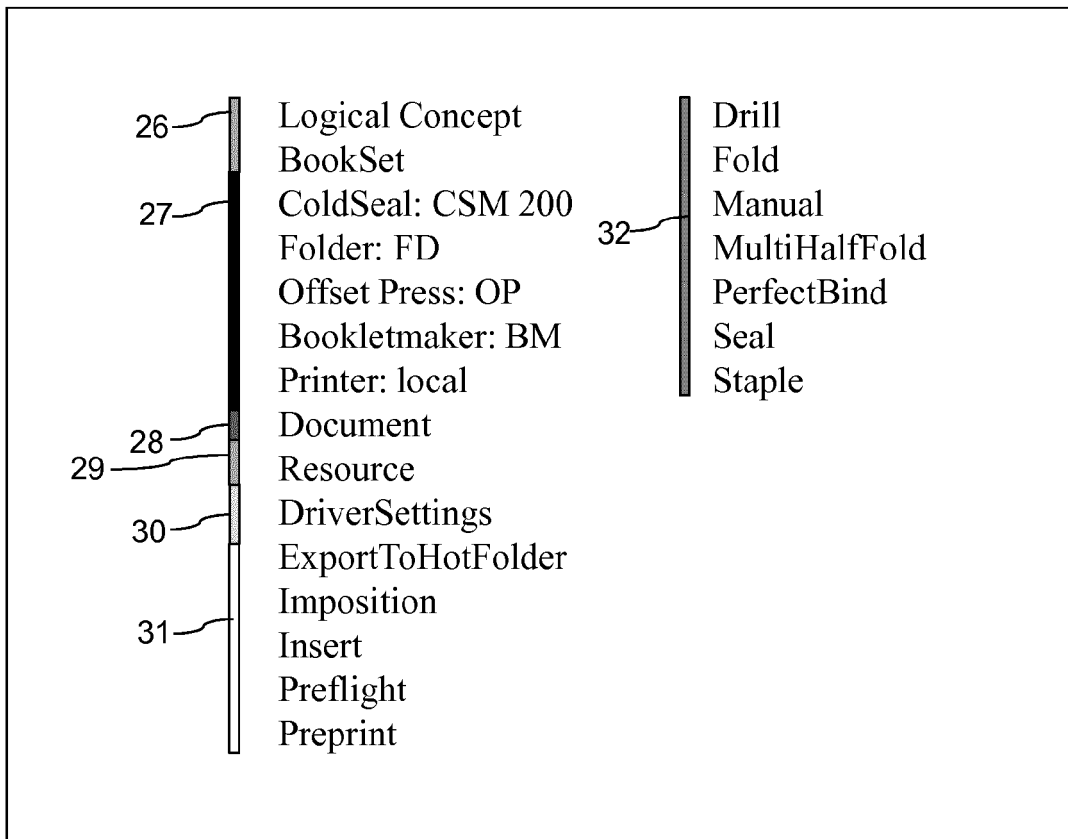 26
Logical Concept
BookSet
27
ColdSeal: CSM 200
Folder: FD
Offset Press: OP
Bookletmaker: BM
Printer: local
28
Document
29
Resource
30
DriverSettings
ExportToHotFolder
Imposition
31
Insert
Preflight
Preprint
32
Drill
Fold
Manual
MultiHalfFold
PerfectBind
Seal
Staple